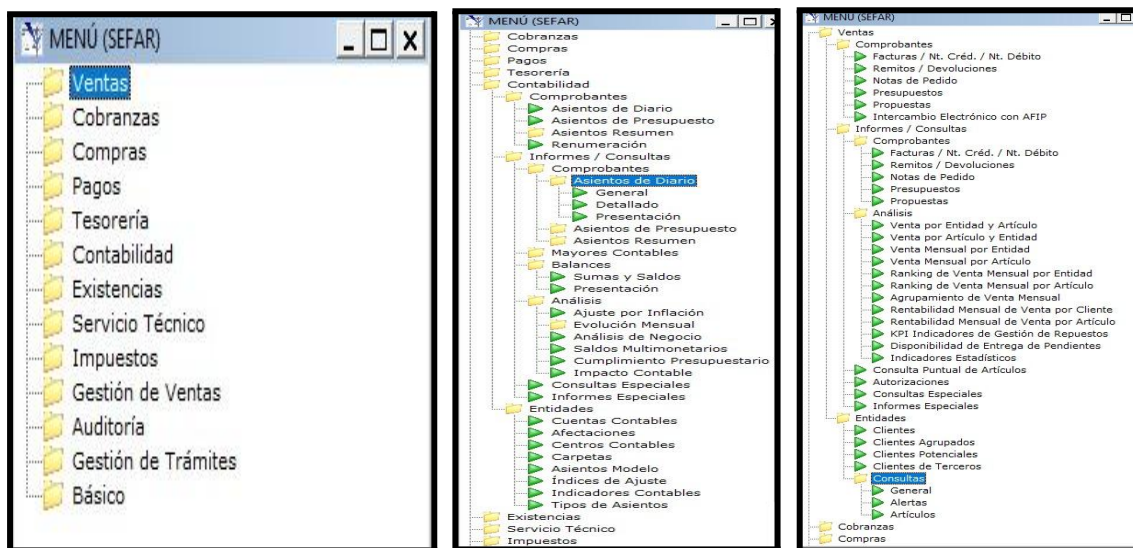 MENÚ (SEFAR)
Ventas
Cobranzas
Compras
Pagos
Tesorería
Contabilidad
Existencias
Servicio Técnico
Impuestos
Gestión de Ventas
Auditoría
Gestión de Trámites
Básico
MENÚ (SEFAR)
Cobranzas
Compras
Pagos
Tesorería
Contabilidad
Comprobantes
Asientos de Diario
Asientos de Presupuesto
Asientos Resumen
Renumeración
Informes / Consultas
Comprobantes
Asientos de Diario
General
Detallado
Presentación
Asientos de Presupuesto
Asientos Resumen
Mayores Contables
Balances
Sumas y Saldos
Presentación
Análisis
Ajuste por Inflación
Evolución Mensual
Análisis de Negocio
Saldos Multimonetarios
Cumplimiento Presupuestario
Impacto Contable
Consultas Especiales
Informes Especiales
Entidades
Cuentas Contables
Afectaciones
Centros Contables
Carpetas
Asientos Modelo
Índices de Ajuste
Indicadores Contables
Tipos de Asientos
Existencias
Servicio Técnico
Impuestos
MENÚ (SEFAR)
Ventas
Comprobantes
Facturas / Nt. Créd. / Nt. Débito
Remitos / Devoluciones
Notas de Pedido
Presupuestos
Propuestas
Intercambio Electrónico con AFIP
Informes / Consultas
Comprobantes
Facturas / Nt. Créd. / Nt. Débito
Remitos / Devoluciones
Notas de Pedido
Presupuestos
Propuestas
Análisis
Venta por Entidad y Artículo
Venta por Artículo y Entidad
Venta Mensual por Entidad
Venta Mensual por Artículo
Ranking de Venta Mensual por Entidad
Ranking de Venta Mensual por Artículo
Agrupamiento de Venta Mensual
Rentabilidad Mensual de Venta por Cliente
Rentabilidad Mensual de Venta por Artículo
KPI Indicadores de Gestión de Repuestos
Disponibilidad de Entrega de Pendientes
Indicadores Estadísticos
Consulta Puntual de Artículos
Autorizaciones
Consultas Especiales
Informes Especiales
Entidades
Clientes
Clientes Agrupados
Clientes Potenciales
Clientes de Terceros
Consultas
General
Alertas
Artículos
Cobranzas
Compras